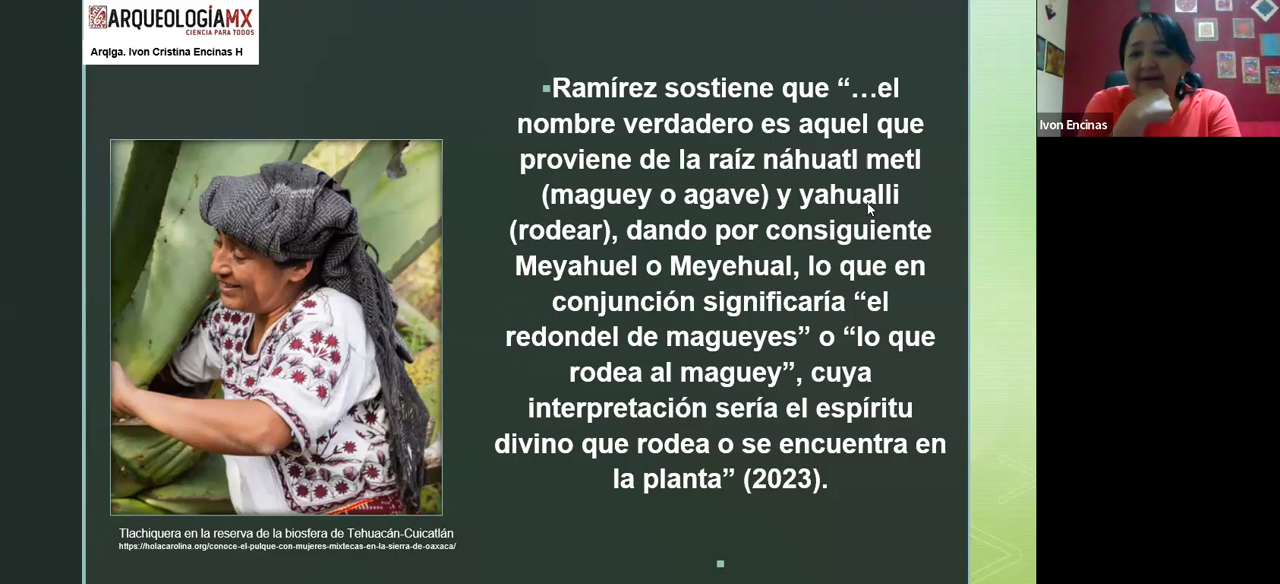 ARQUEOLOGÍAMX
CIENCIA PARA TODOS
Arqlga. Ivon Cristina Encinas H
▪Ramírez sostiene que “…el
nombre verdadero es aquel que
proviene de la raíz náhuatl metl
(maguey o agave) y yahualli
(rodear), dando por consiguiente
Meyahuel o Meyehual, lo que en
conjunción significaría “el
redondel de magueyes” o “lo que
rodea al maguey”, cuya
interpretación sería el espíritu
divino que rodea o se encuentra en
la planta” (2023).
Tlachiquera en la reserva de la biosfera de Tehuacán-Cuicatlán
https://holacarolina.org/conoce-el-pulque-con-mujeres-mixtecas-en-la-sierra-de-oaxaca/
Ivon Encinas